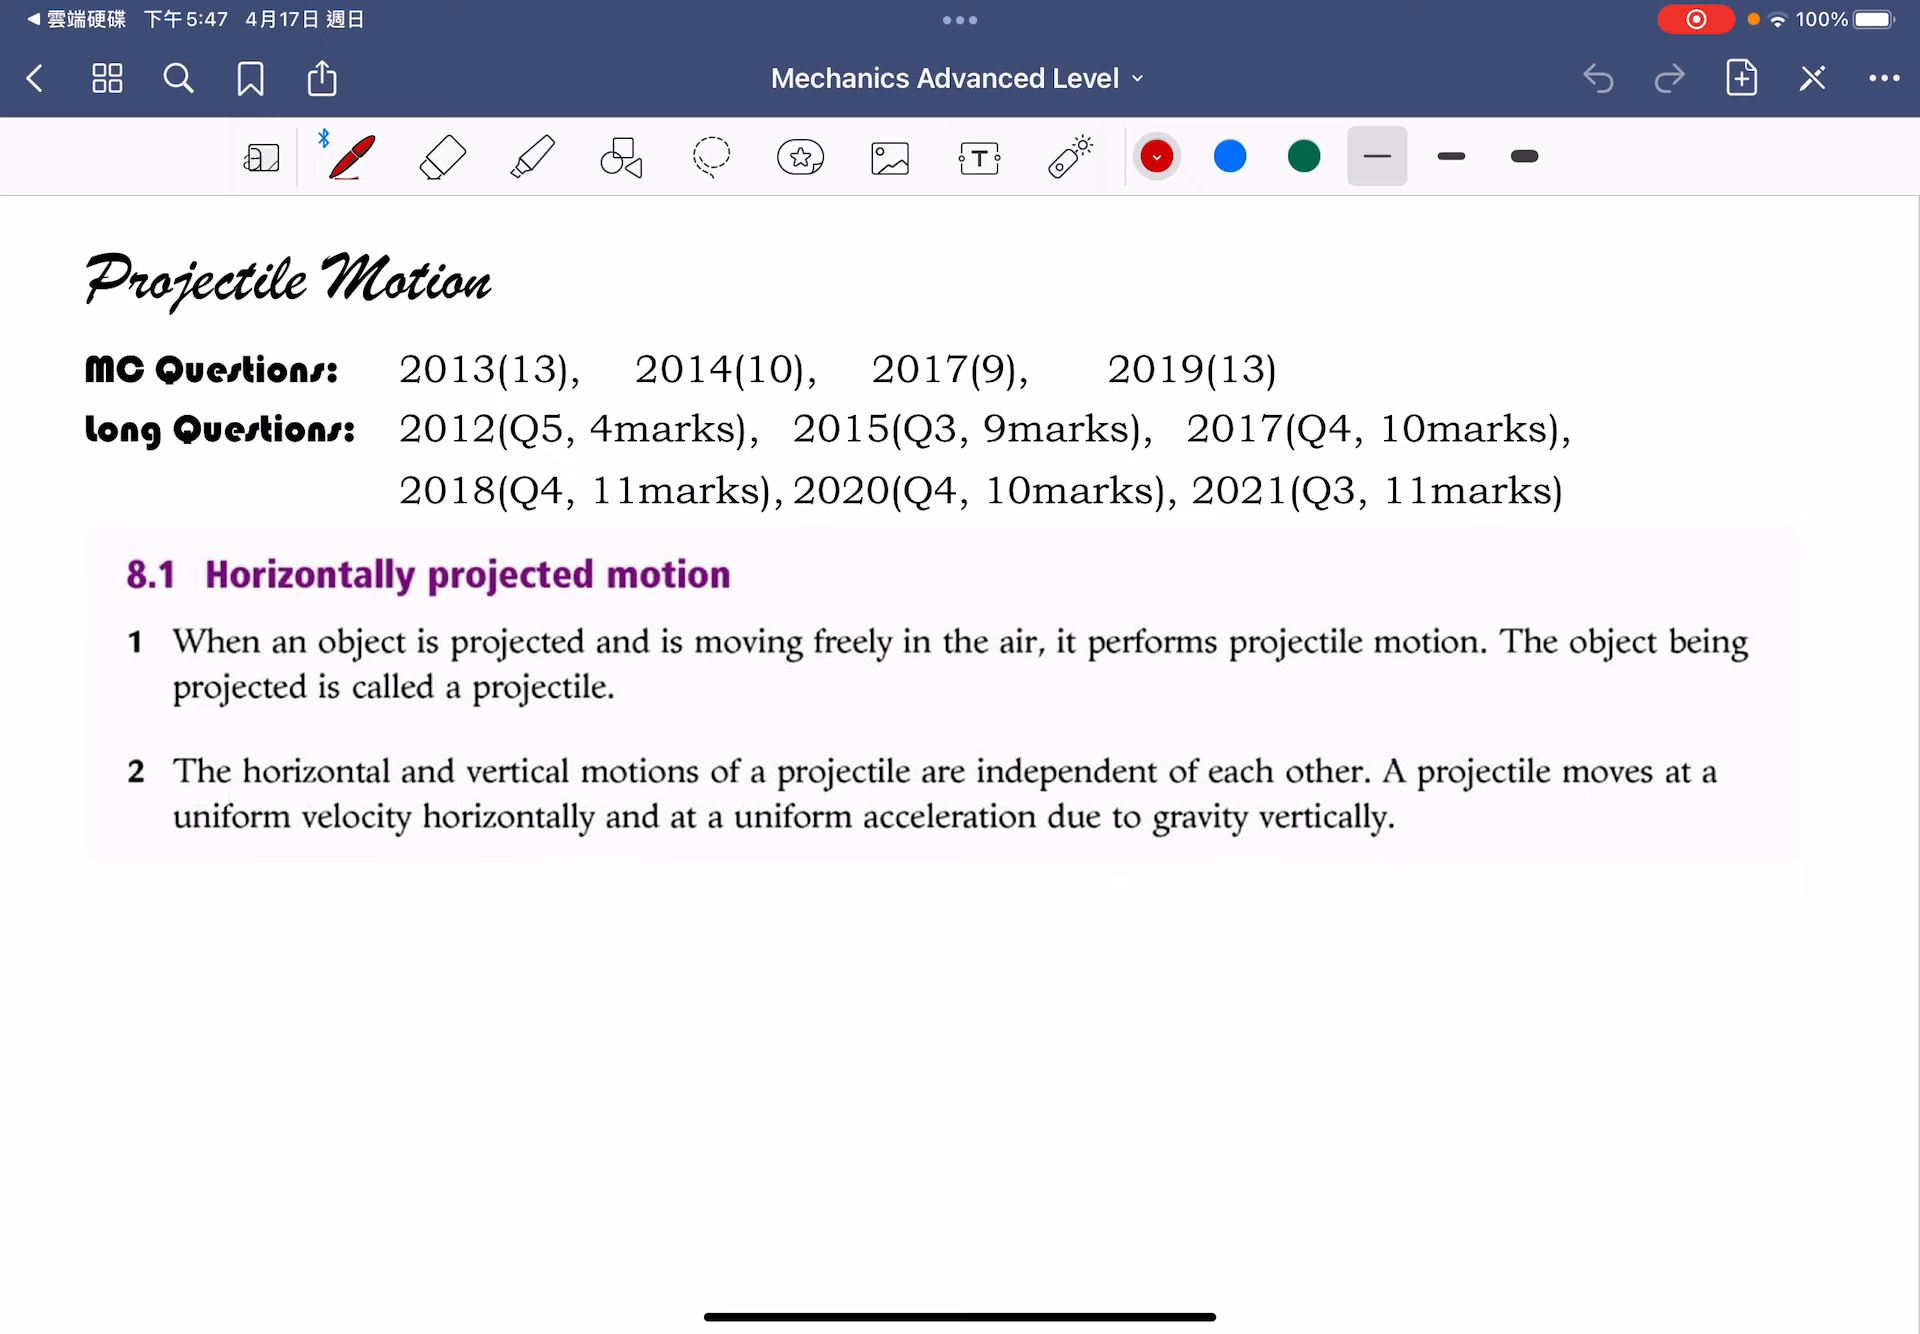 ◀ 雲端硬碟 下午5:47 4月17日 週日
100%
Mechanics Advanced Level
T
Projectile Motion
MC Questions: 2013(13), 2014(10), 2017(9), 2019(13)
Long Questions: 2012(Q5, 4marks), 2015(Q3, 9marks), 2017(Q4, 10marks),
2018(Q4, 11marks), 2020(Q4, 10marks), 2021(Q3, 11marks)
8.1 Horizontally projected motion
1 When an object is projected and is moving freely in the air, it performs projectile motion. The object being
projected is called a projectile.
2 The horizontal and vertical motions of a projectile are independent of each other. A projectile moves at a
uniform velocity horizontally and at a uniform acceleration due to gravity vertically.